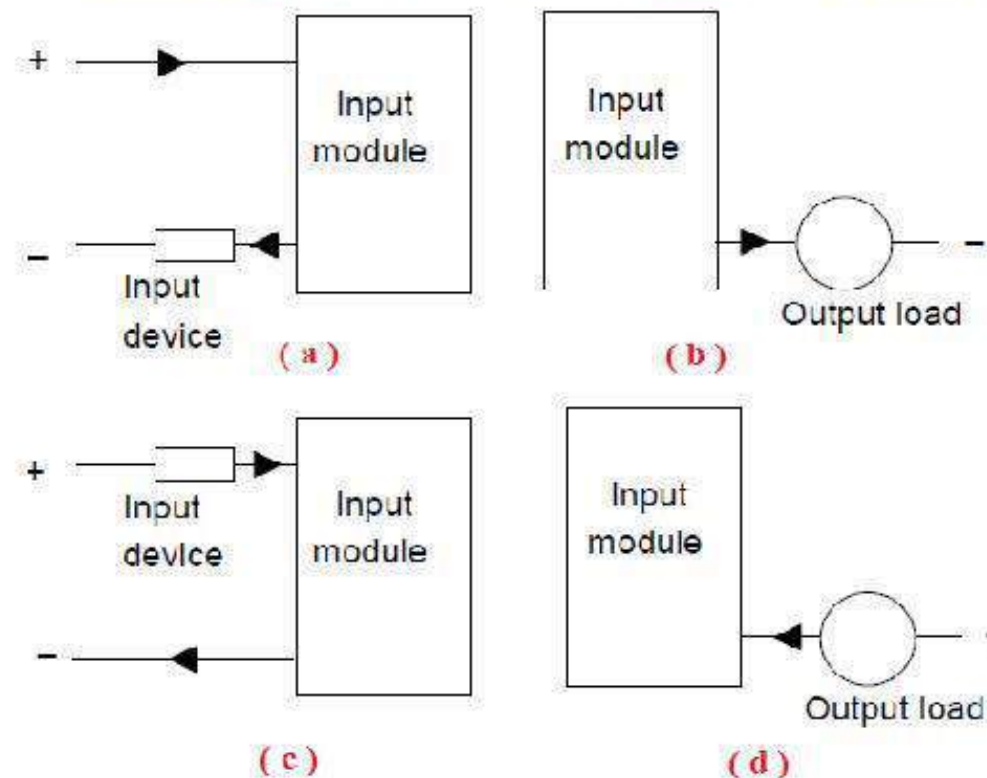 +
Input
module
−
Input
device
( a )
Input
module
−
Output load
( b )
+
Input
device
Input
module
−
( c )
Input
module
Output load
( d )